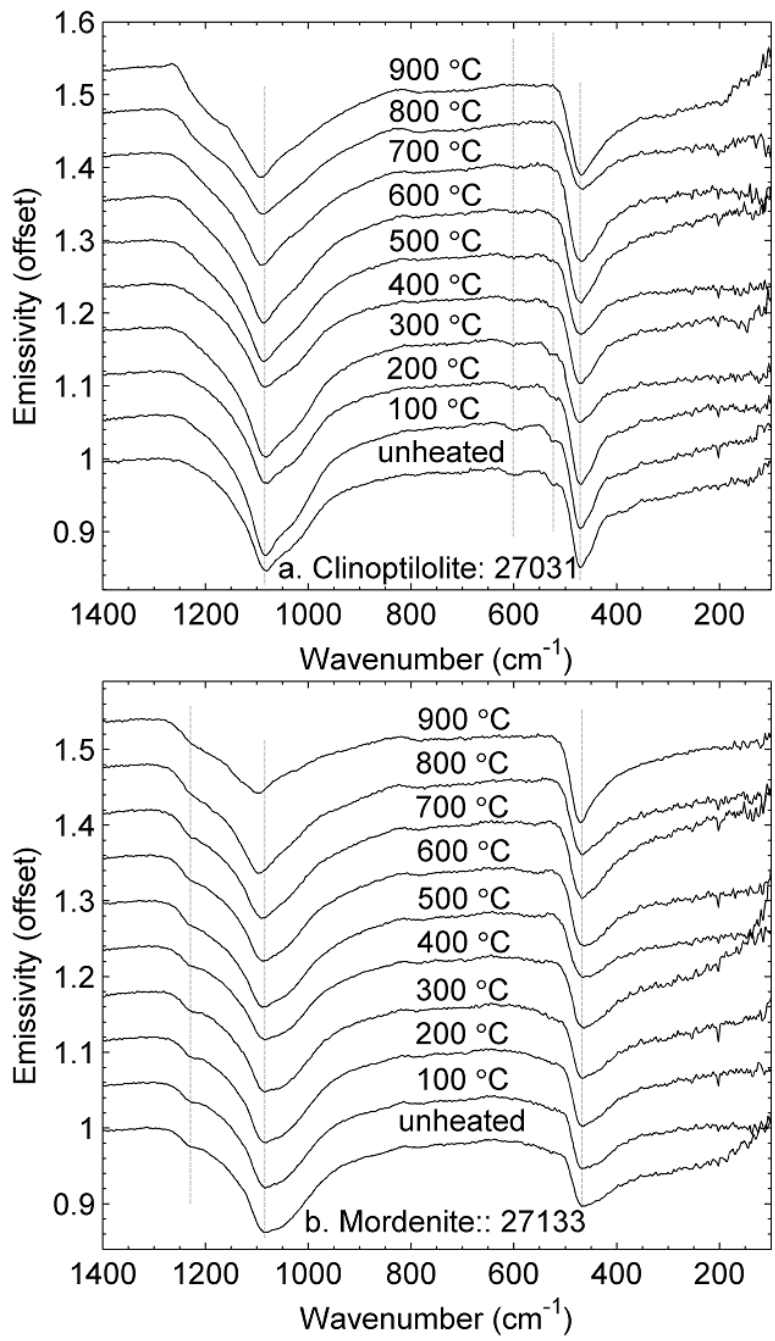 1.6
1.5
1.4
1.3
1.2
1.1
1
0.9
Emissivity (offset)
900 °C
800 °C
700 °C
600 °C
500 °C
400 °C
300 °C
200 °C
100 °C
unheated
a. Clinoptilolite: 27031
1400 1200 1000 800 600 400 200
Wavenumber (cm⁻¹)
1.5
1.4
1.3
1.2
1.1
1
0.9
Emissivity (offset)
900 °C
800 °C
700 °C
600 °C
500 °C
400 °C
300 °C
200 °C
100 °C
unheated
b. Mordenite:: 27133
1400 1200 1000 800 600 400 200
Wavenumber (cm⁻¹)